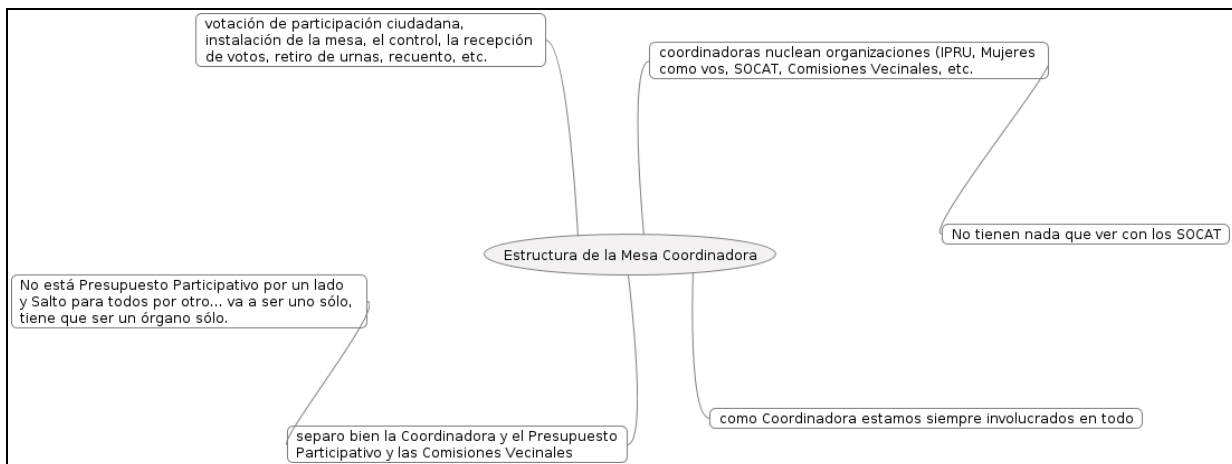 votación de participación ciudadana,
instalación de la mesa, el control, la recepción
de votos, retiro de urnas, recuento, etc.
coordinadoras nuclean organizaciones (IPRU, Mujeres
como vos, SOCAT, Comisiones Vecinales, etc.
No tienen nada que ver con los SOCAT
Estructura de la Mesa Coordinadora
No está Presupuesto Participativo por un lado
y Salto para todos por otro... va a ser uno sólo,
tiene que ser un órgano sólo.
como Coordinadora estamos siempre involucrados en todo
separo bien la Coordinadora y el Presupuesto
Participativo y las Comisiones Vecinales